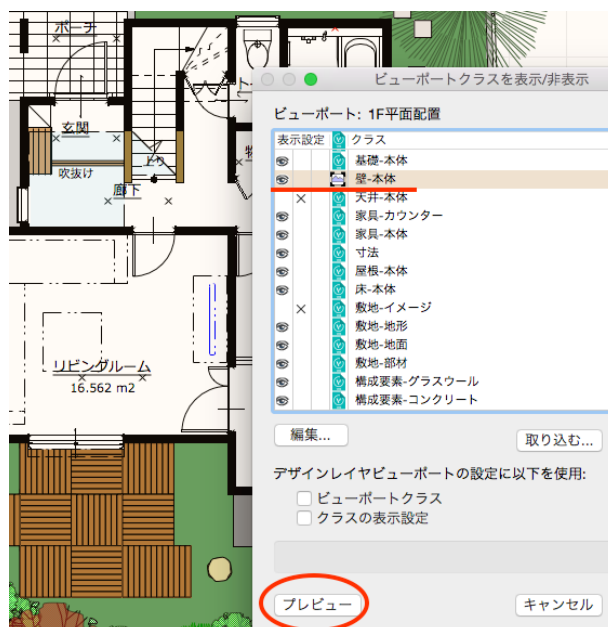 ポーチ
玄関
吹抜け
上り
廊下
物
リビングルーム
16.562 m2
ビューポートクラスを表示/非表示
ビューポート: 1F平面配置
表示設定 クラス
基礎-本体
壁-本体
天井-本体
家具-カウンター
家具-本体
寸法
屋根-本体
床-本体
敷地-イメージ
敷地-地形
敷地-地面
敷地-部材
構成要素-グラスウール
構成要素-コンクリート
編集...
取り込む...
デザインレイヤビューポートの設定に以下を使用:
ビューポートクラス
クラスの表示設定
プレビュー
キャンセル